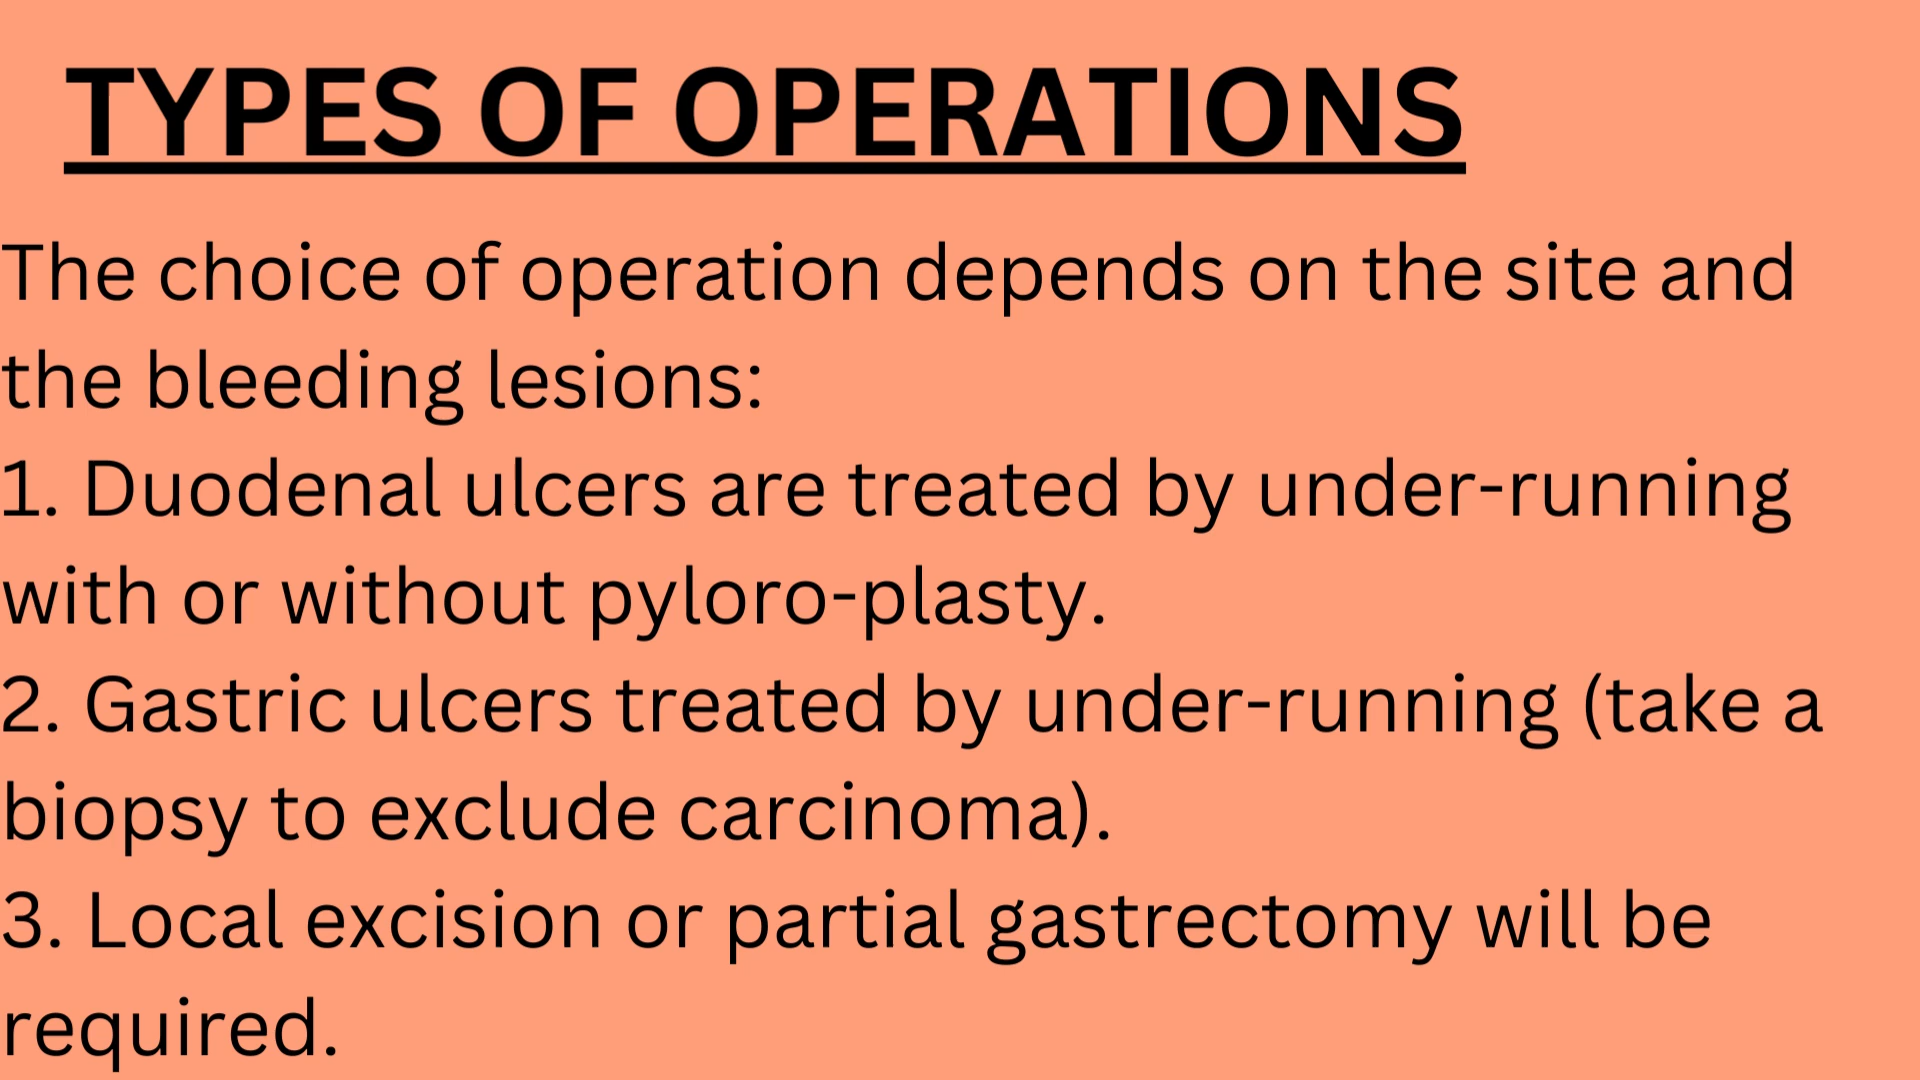 TYPES OF OPERATIONS
The choice of operation depends on the site and
the bleeding lesions:
1. Duodenal ulcers are treated by under-running
with or without pyloro-plasty.
2. Gastric ulcers treated by under-running (take a
biopsy to exclude carcinoma).
3. Local excision or partial gastrectomy will be
required.